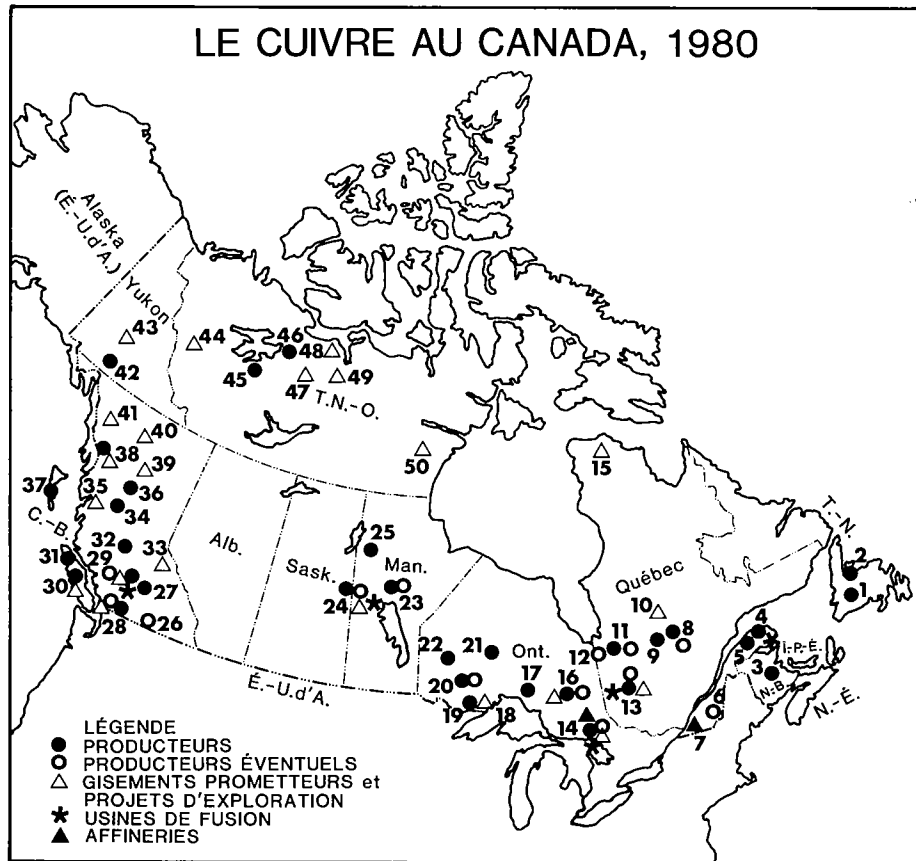 LE CUIVRE AU CANADA, 1980
Alaska
(É.-U.d'A.)
Yukon
43
44
46
48
42
45
47
49
T.N.-O.
41
40
38
39
50
15
37
35
36
34
C.-B.
Alb.
Sask.
Man.
25
T.-N.
2
1
31
32
29
33
30
27
24
23
Québec
10
28
26
22
21
Ont.
11
12
9
8
4
5
Î.-P.-É.
3
N.-B.
N.-É.
É.-U.d'A.
20
17
16
13
19
18
14
6
7
LÉGENDE
PRODUCTEURS
PRODUCTEURS ÉVENTUELS
GISEMENTS PROMETTEURS et
PROJETS D'EXPLORATION
USINES DE FUSION
AFFINERIES